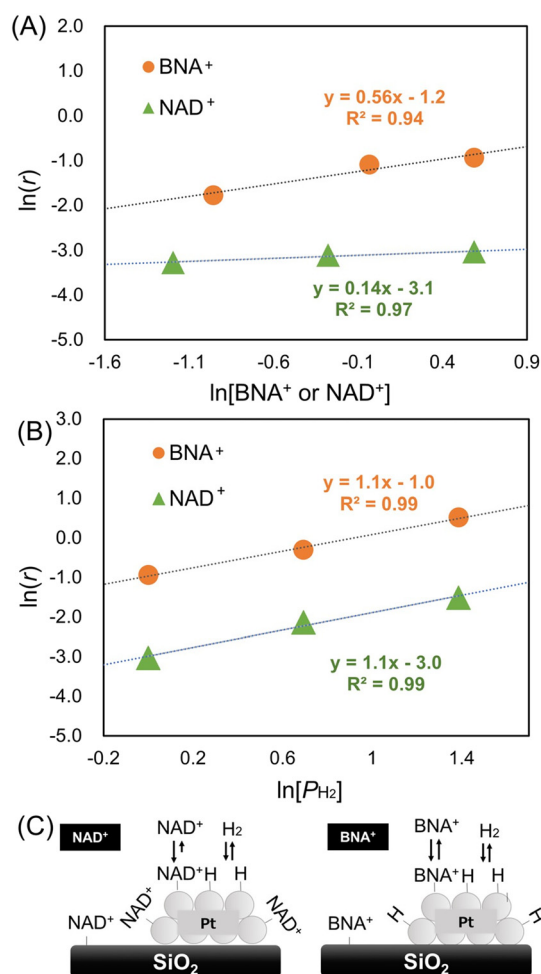 (A)
2.0
1.0
0.0
-1.0
-2.0
-3.0
-4.0
-5.0
ln(r)
BNA⁺
NAD⁺
y = 0.56x - 1.2
R² = 0.94
y = 0.14x - 3.1
R² = 0.97
-1.6 -1.1 -0.6 -0.1 0.4 0.9
ln[BNA⁺ or NAD⁺]
(B)
3.0
2.0
1.0
0.0
-1.0
-2.0
-3.0
-4.0
-5.0
ln(r)
BNA⁺
NAD⁺
y = 1.1x - 1.0
R² = 0.99
y = 1.1x - 3.0
R² = 0.99
-0.2 0.2 0.6 1 1.4
ln[P_H2]
(C)
NAD⁺
NAD⁺ H₂
NAD⁺ H H
NAD⁺
NAD⁺
NAD⁺
Pt
SiO₂
BNA⁺
BNA⁺ H₂
BNA⁺ H H
BNA⁺
H
H
Pt
SiO₂